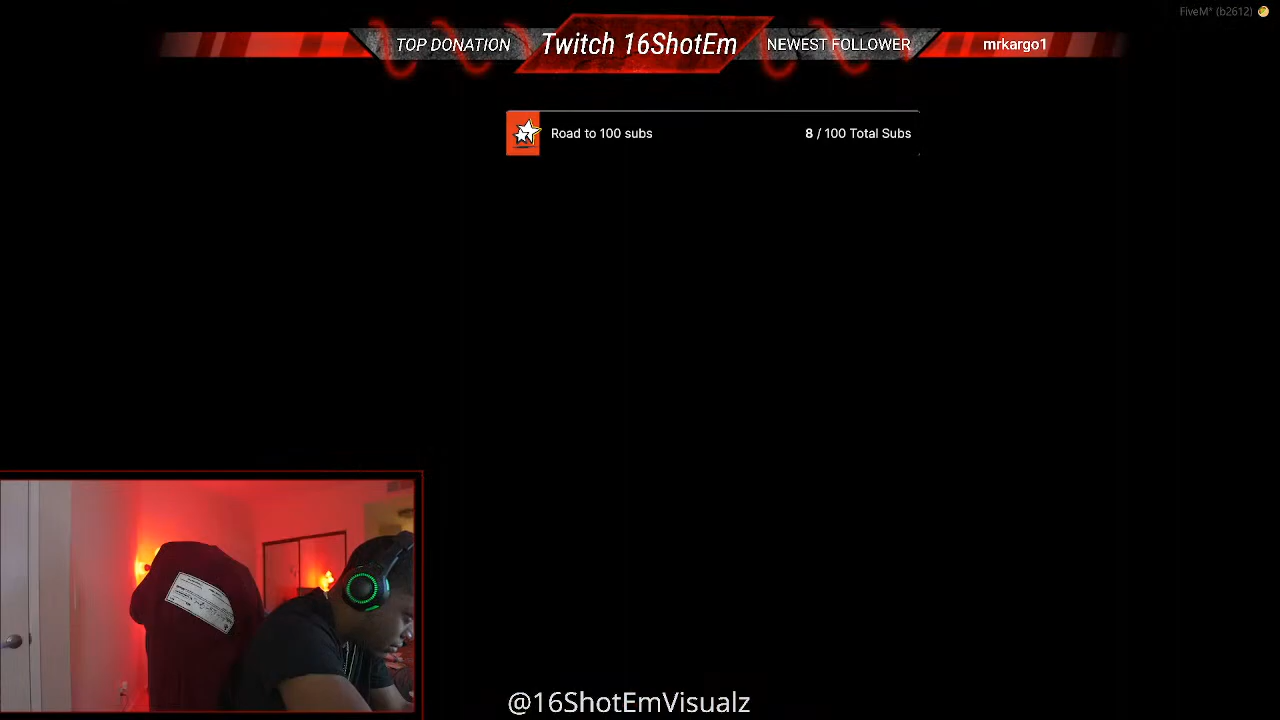 FiveM* (b2612)
TOP DONATION
Twitch 16ShotEm
NEWEST FOLLOWER
mrkargo1
Road to 100 subs
8 / 100 Total Subs
@16ShotEmVisualz